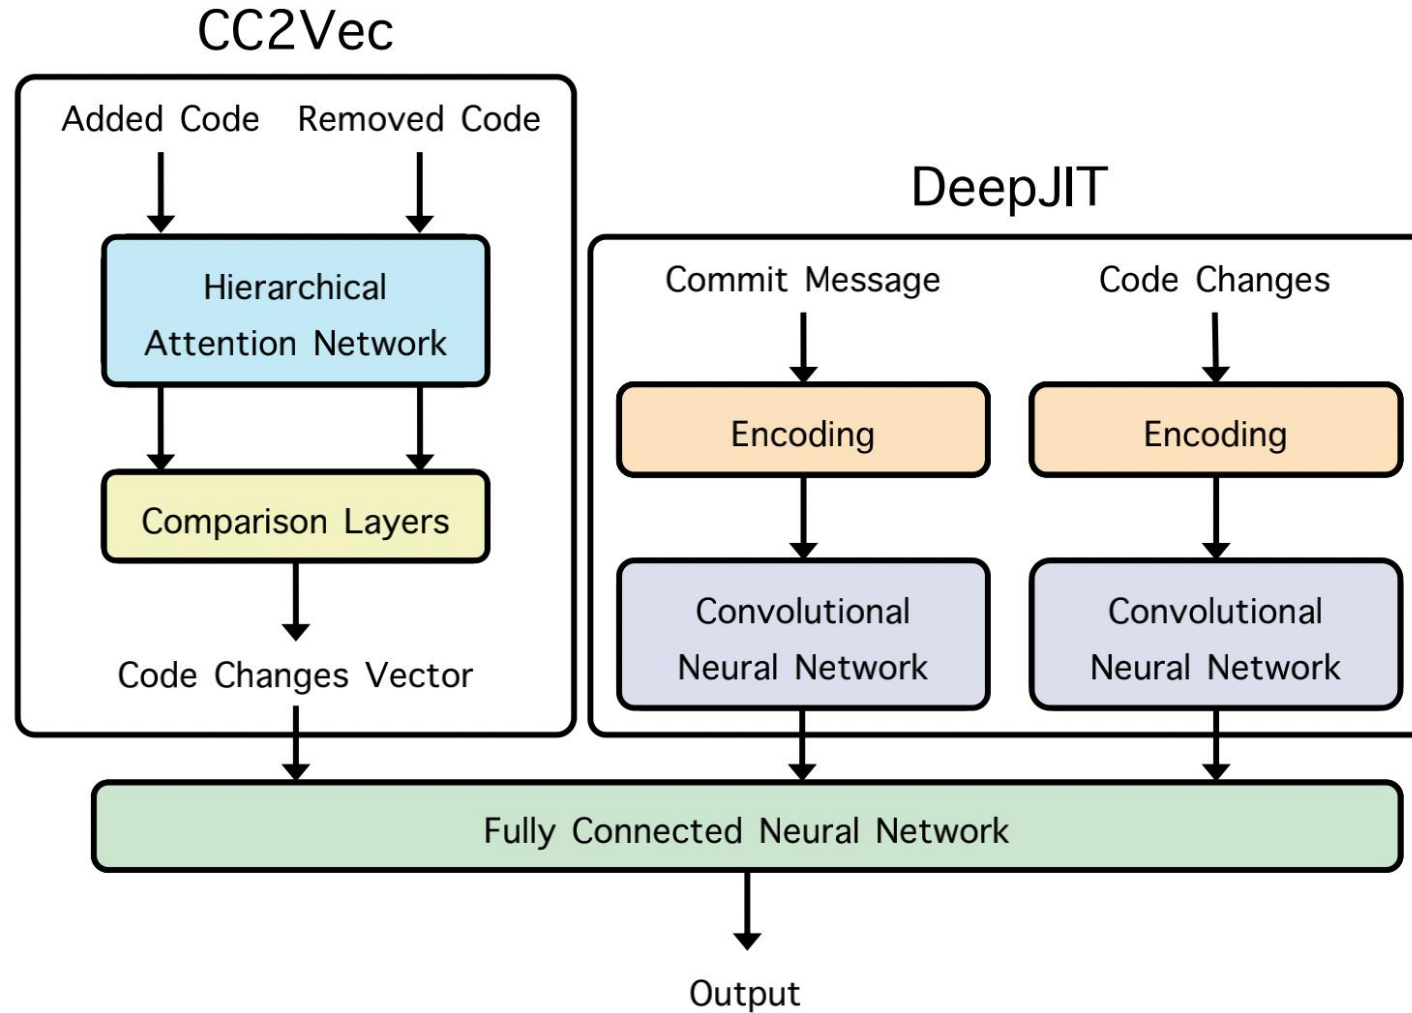 CC2Vec
Added Code
Removed Code
Hierarchical
Attention Network
Comparison Layers
Code Changes Vector
DeepJIT
Commit Message
Code Changes
Encoding
Encoding
Convolutional
Neural Network
Convolutional
Neural Network
Fully Connected Neural Network
Output